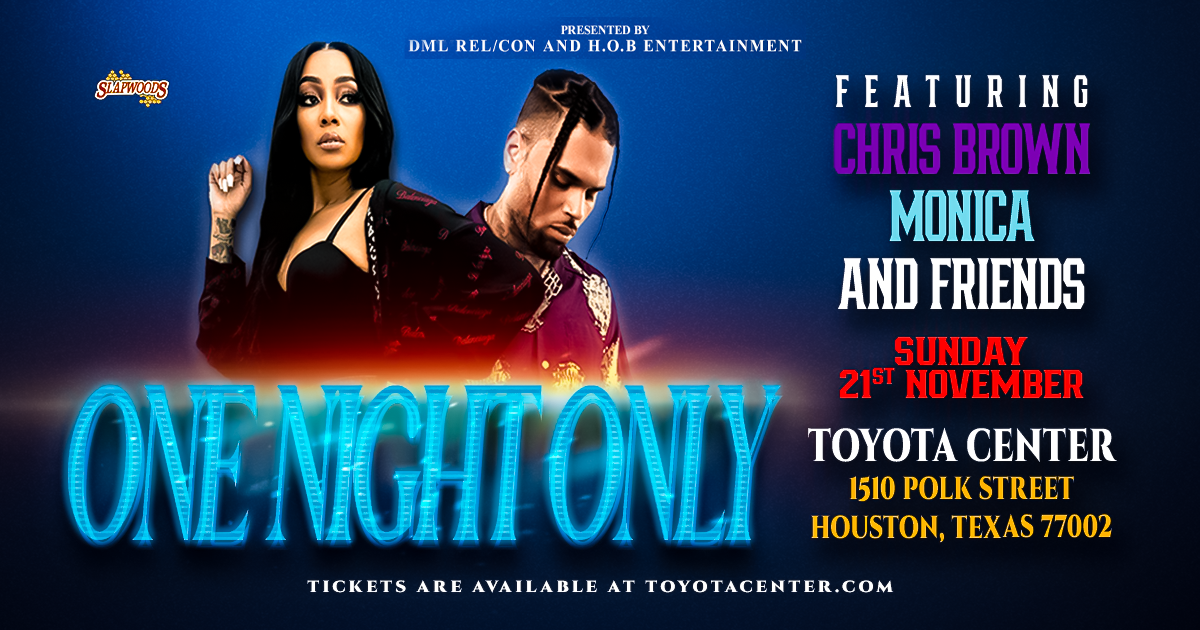 PRESENTED BY
DML REL/CON AND H.O.B ENTERTAINMENT
SLAPWOODS
FEATURING
CHRIS BROWN
MONICA
AND FRIENDS
SUNDAY
21ST NOVEMBER
ONE NIGHT ONLY
TOYOTA CENTER
1510 POLK STREET
HOUSTON, TEXAS 77002
TICKETS ARE AVAILABLE AT TOYOTACENTER.COM